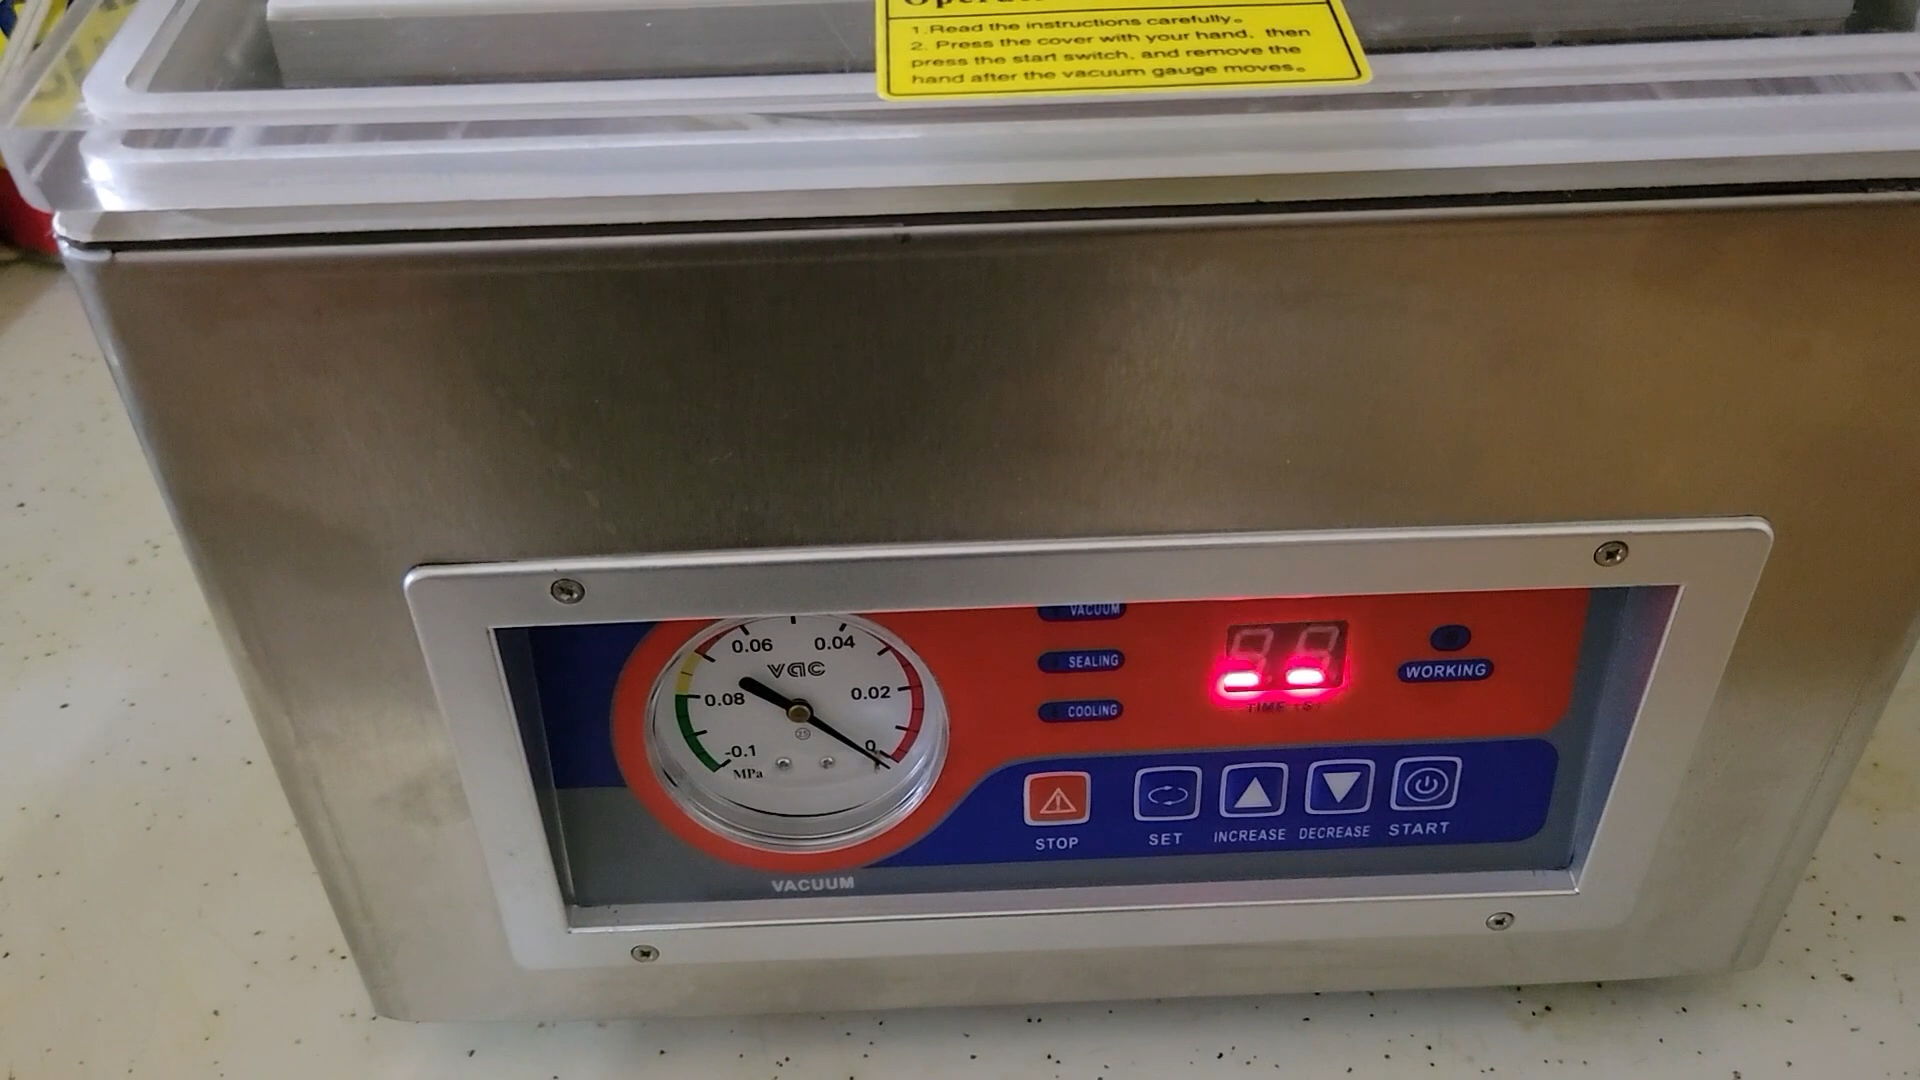 1.Read the instructions carefully。
2. Press the cover with your hand, then
press the start switch, and remove the
hand after the vacuum gauge moves。
VACUUM
0.06 0.04
vac
SEALING
WORKING
0.08 0.02
COOLING
TIME (S)
-0.1 0
MPa
STOP SET INCREASE DECREASE START
VACUUM